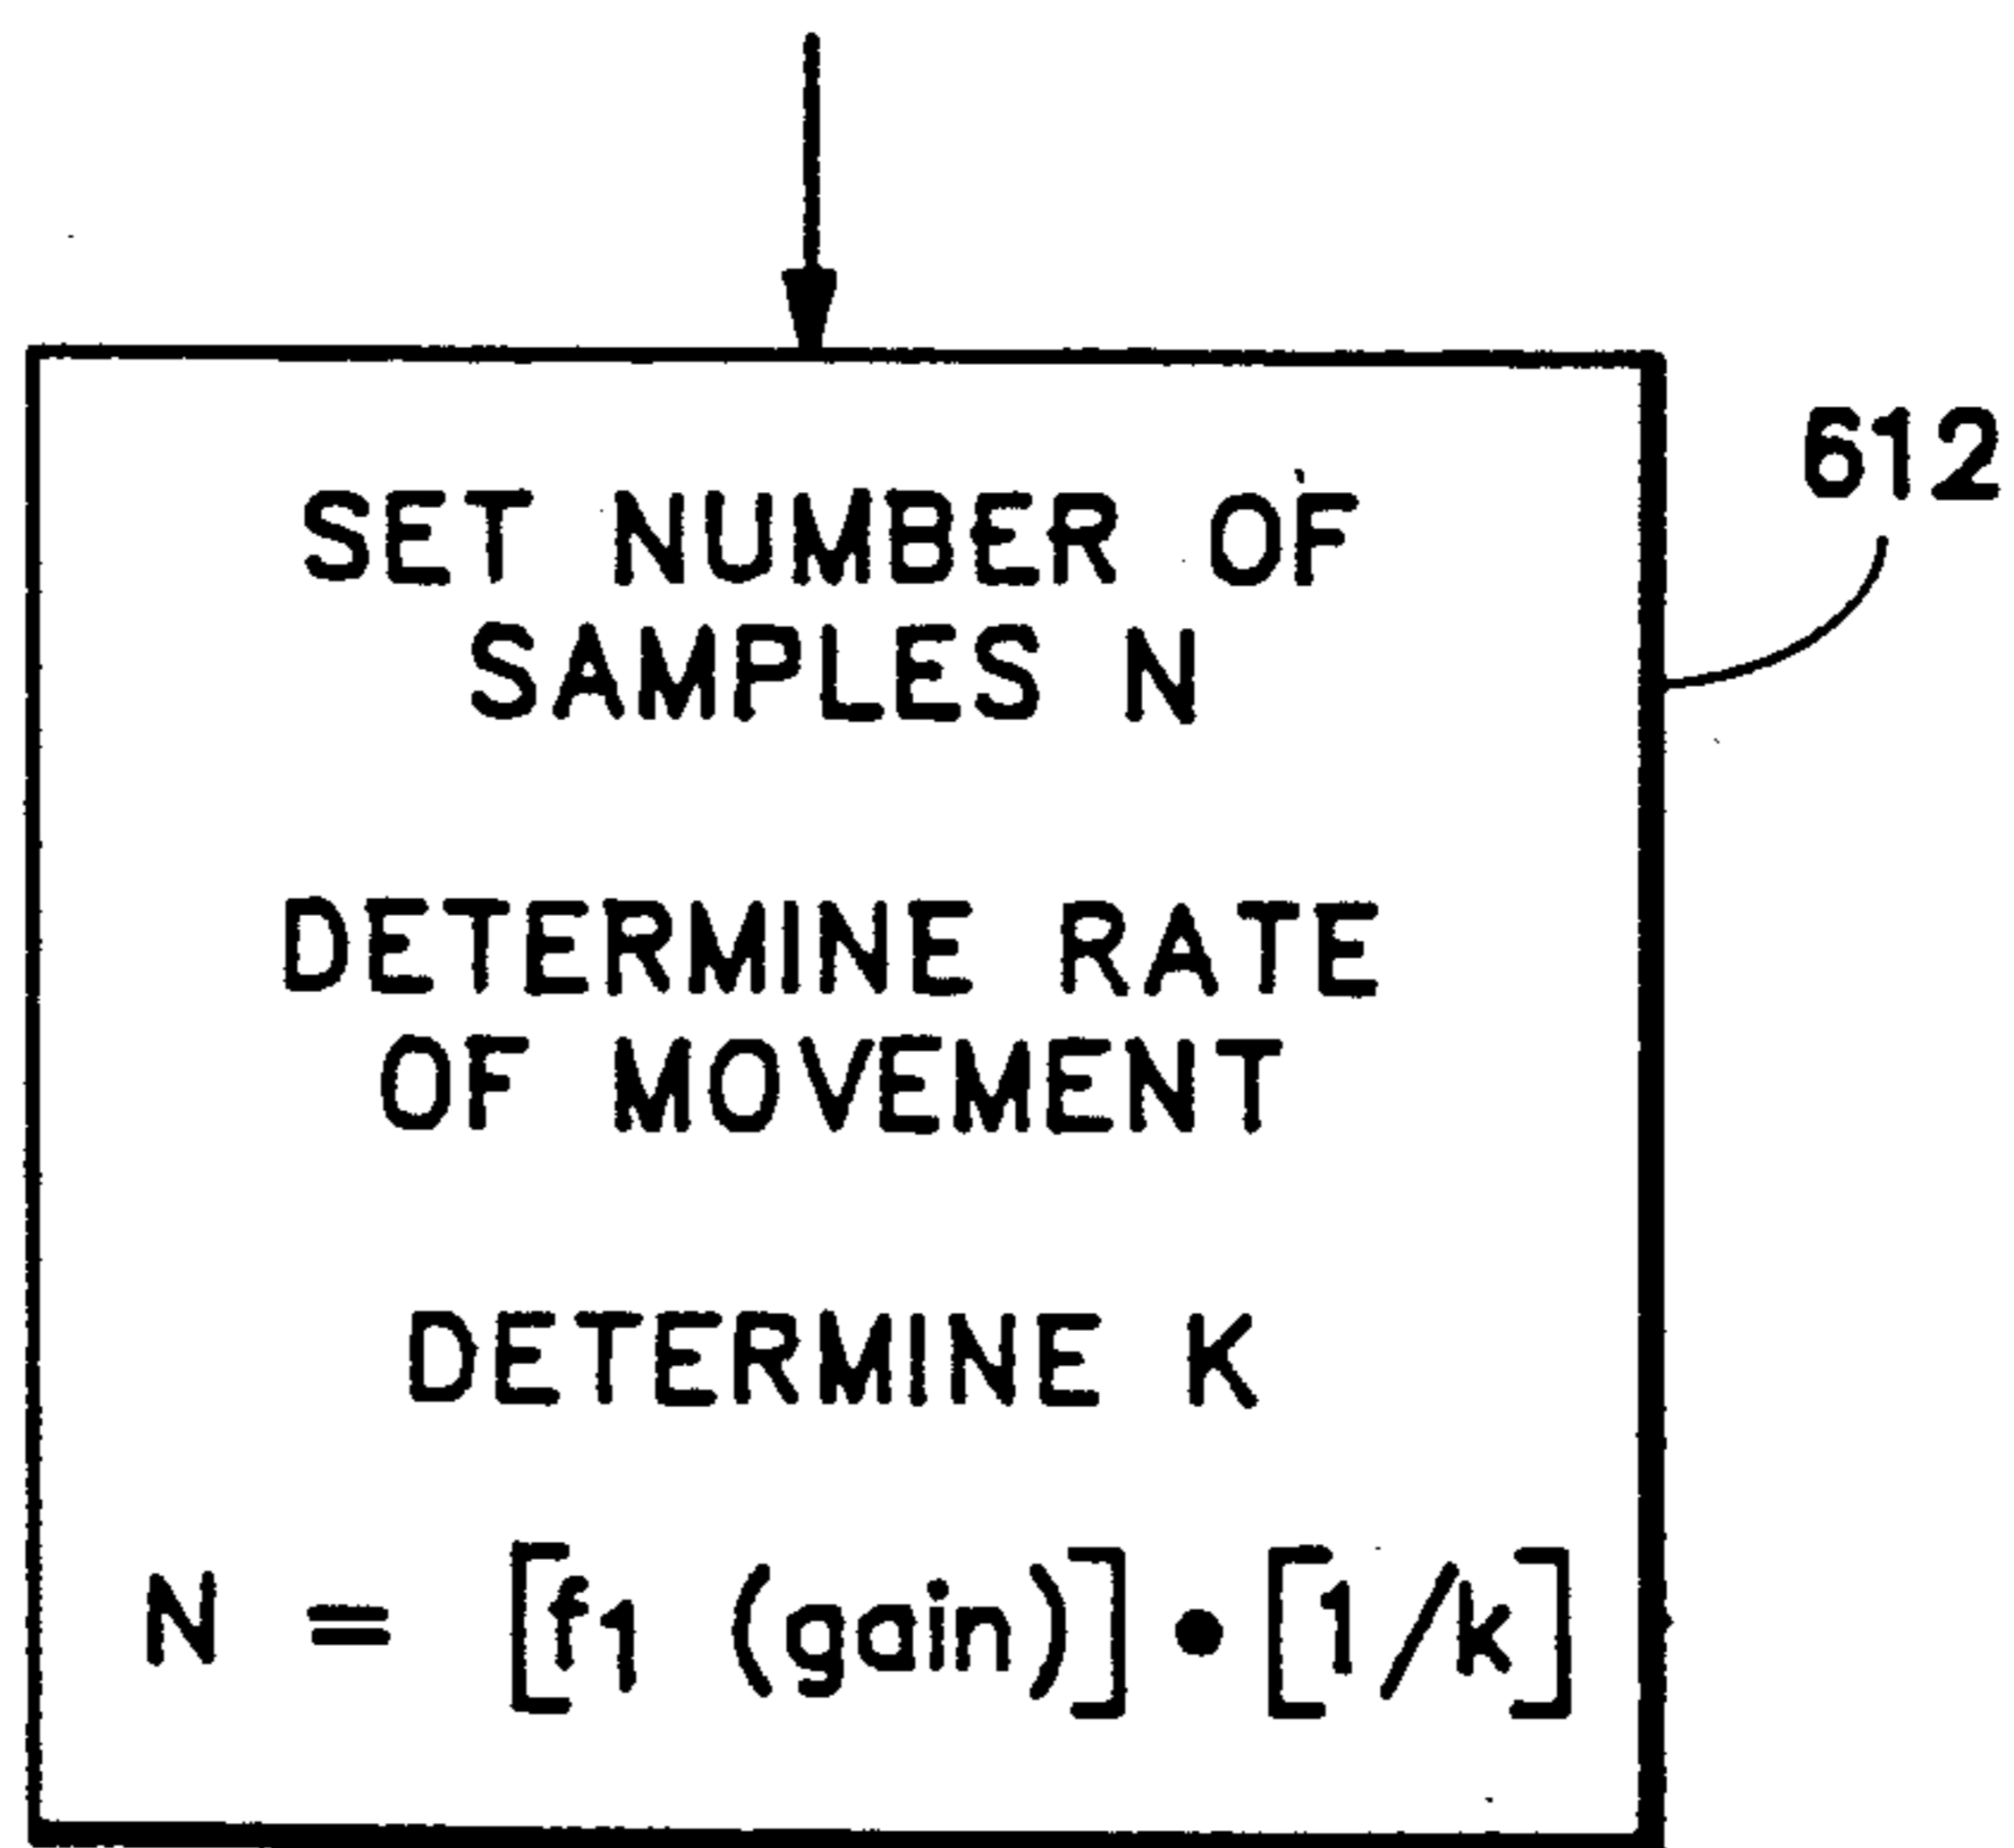 612
SET NUMBER OF
SAMPLES N
DETERMINE RATE
OF MOVEMENT
DETERMINE K
N = [f1 (gain)] • [1/k]